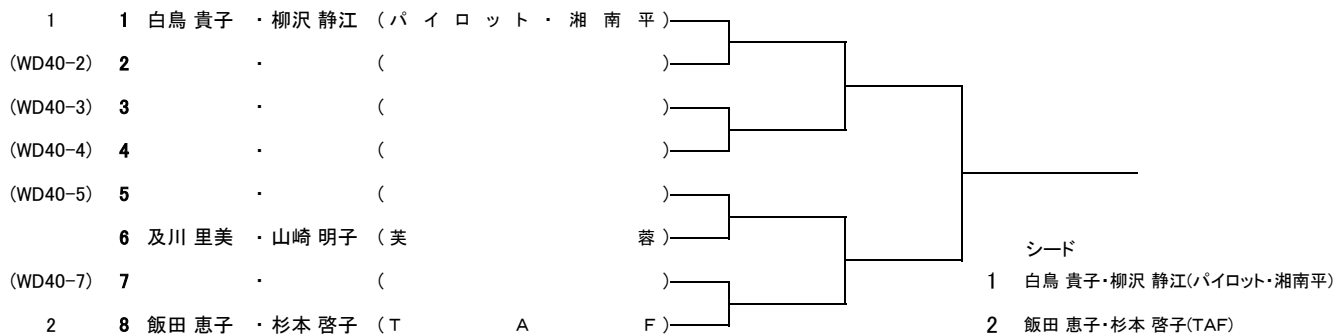 1 1 白鳥 貴子 ・柳沢 静江 (パイロット・湘南平)
(WD40-2) 2 ・ ( )
(WD40-3) 3 ・ ( )
(WD40-4) 4 ・ ( )
(WD40-5) 5 ・ ( )
6 及川 里美 ・山崎 明子 (芙蓉)
(WD40-7) 7 ・ ( )
2 8 飯田 恵子 ・杉本 啓子 (TAF)
シード
1 白鳥 貴子・柳沢 静江(パイロット・湘南平)
2 飯田 恵子・杉本 啓子(TAF)